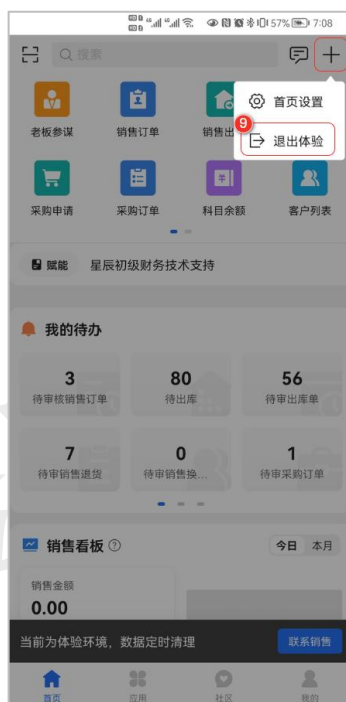 57% 7:08
搜索
首页设置
9
退出体验
老板参谋 销售订单 销售出
采购申请 采购订单 科目余额 客户列表
赋能 星辰初级财务技术支持
我的待办
3 80 56
待审核销售订单 待出库 待审出库单
7 0 1
待审销售退货 待审销售换... 待审采购订单
销售看板 今日 本月
销售金额
0.00
当前为体验环境，数据定时清理 联系销售
首页 应用 社区 我的